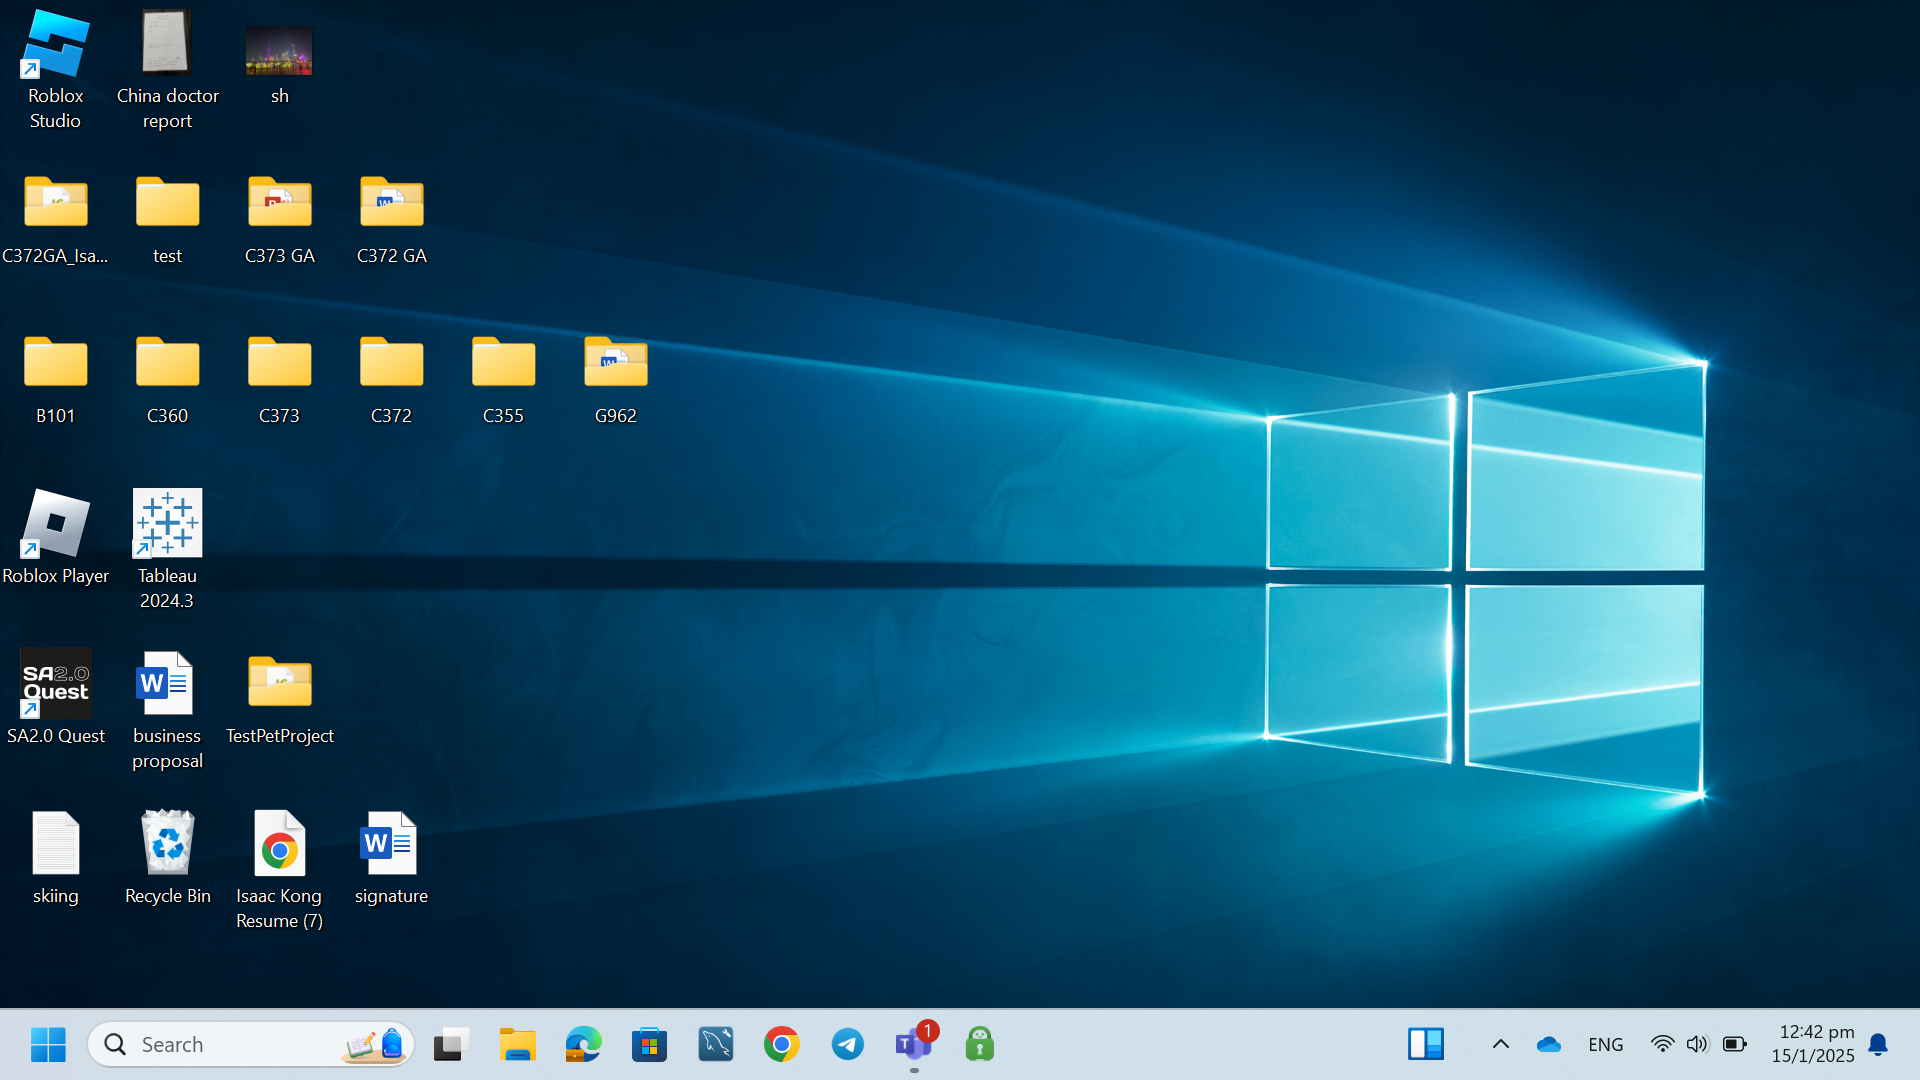 Roblox
Studio
China doctor
report
sh
C372GA_Isa...
test
C373 GA
C372 GA
B101
C360
C373
C372
C355
G962
Roblox Player
Tableau
2024.3
SA2.0
Quest
SA2.0 Quest
W
business
proposal
TestPetProject
skiing
Recycle Bin
Isaac Kong
Resume (7)
W
signature
Search
T
1
ENG
12:42 pm
15/1/2025